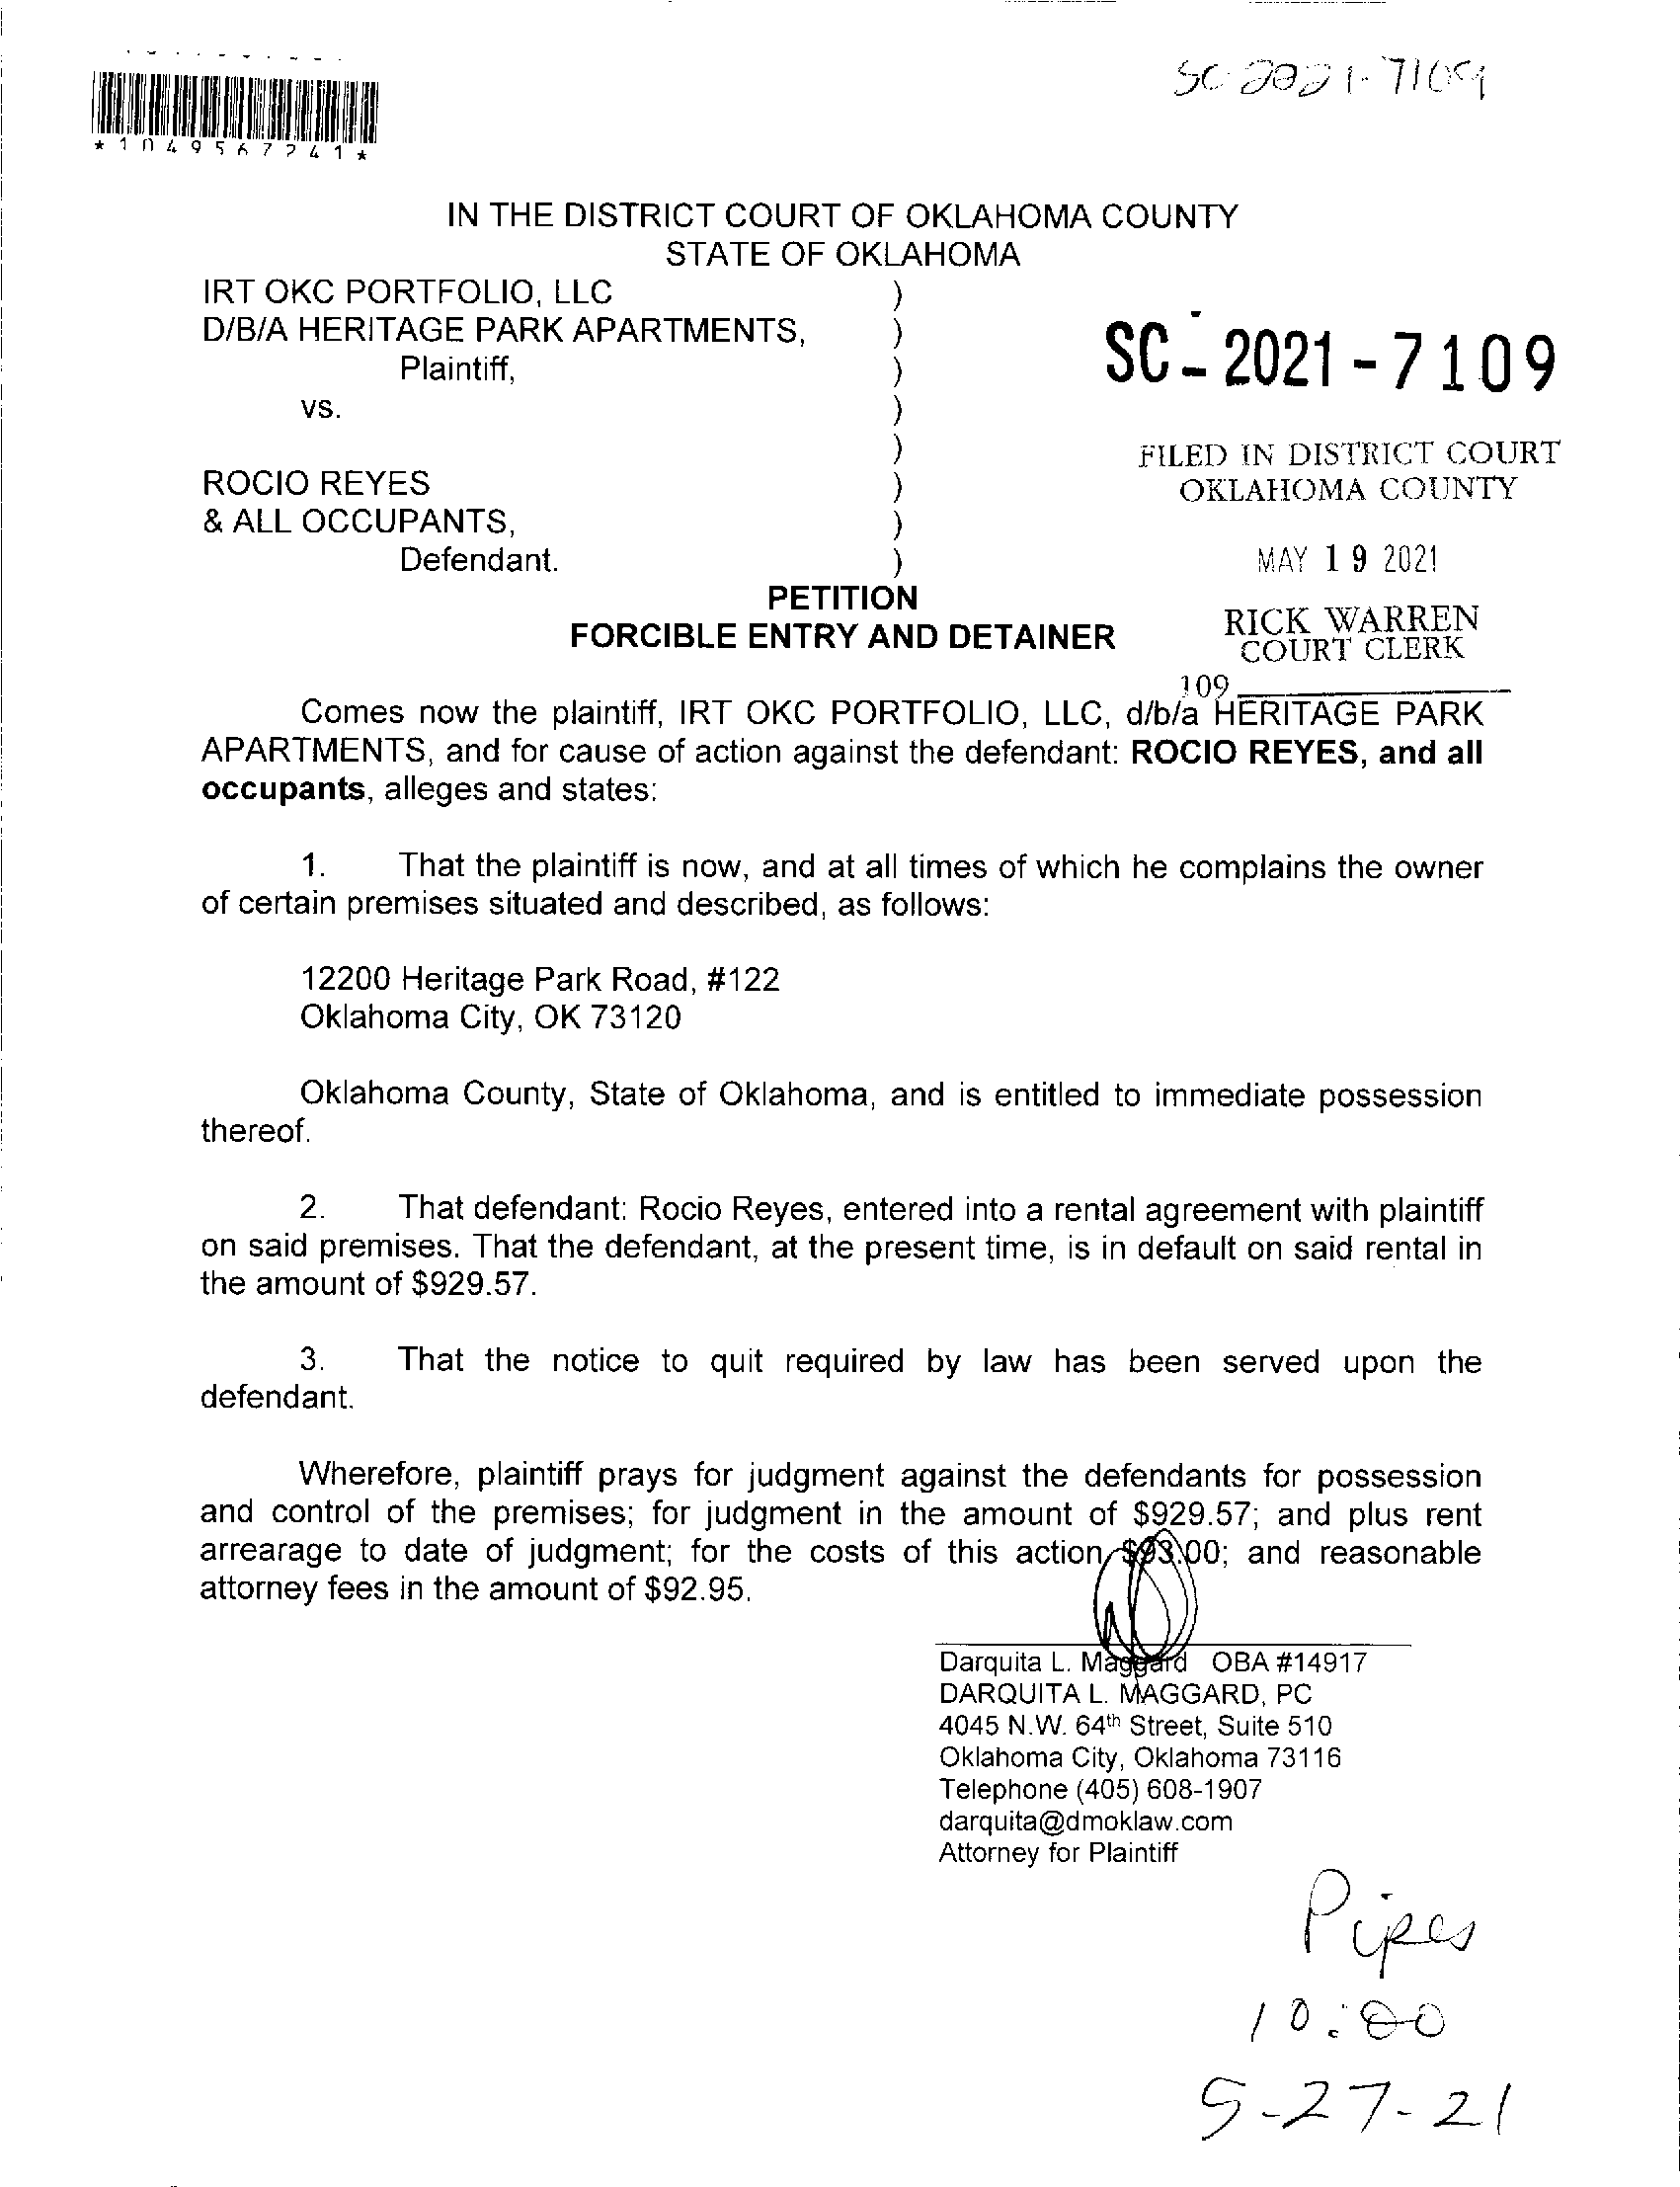 SC-2021-7109
*1049567241*
IN THE DISTRICT COURT OF OKLAHOMA COUNTY
STATE OF OKLAHOMA
IRT OKC PORTFOLIO, LLC )
D/B/A HERITAGE PARK APARTMENTS, )
Plaintiff, )
vs. )
)
ROCIO REYES )
& ALL OCCUPANTS, )
Defendant. )
SC-2021-7109
FILED IN DISTRICT COURT
OKLAHOMA COUNTY
MAY 19 2021
RICK WARREN
COURT CLERK
109
PETITION
FORCIBLE ENTRY AND DETAINER
Comes now the plaintiff, IRT OKC PORTFOLIO, LLC, d/b/a HERITAGE PARK
APARTMENTS, and for cause of action against the defendant: ROCIO REYES, and all
occupants, alleges and states:
1. That the plaintiff is now, and at all times of which he complains the owner
of certain premises situated and described, as follows:
12200 Heritage Park Road, #122
Oklahoma City, OK 73120
Oklahoma County, State of Oklahoma, and is entitled to immediate possession
thereof.
2. That defendant: Rocio Reyes, entered into a rental agreement with plaintiff
on said premises. That the defendant, at the present time, is in default on said rental in
the amount of $929.57.
3. That the notice to quit required by law has been served upon the
defendant.
Wherefore, plaintiff prays for judgment against the defendants for possession
and control of the premises; for judgment in the amount of $929.57; and plus rent
arrearage to date of judgment; for the costs of this action, $93.00; and reasonable
attorney fees in the amount of $92.95.
Darquita L. Maggard OBA #14917
DARQUITA L. MAGGARD, PC
4045 N.W. 64th Street, Suite 510
Oklahoma City, Oklahoma 73116
Telephone (405) 608-1907
darquita@dmoklaw.com
Attorney for Plaintiff
Pipes
10:00
5-27-21